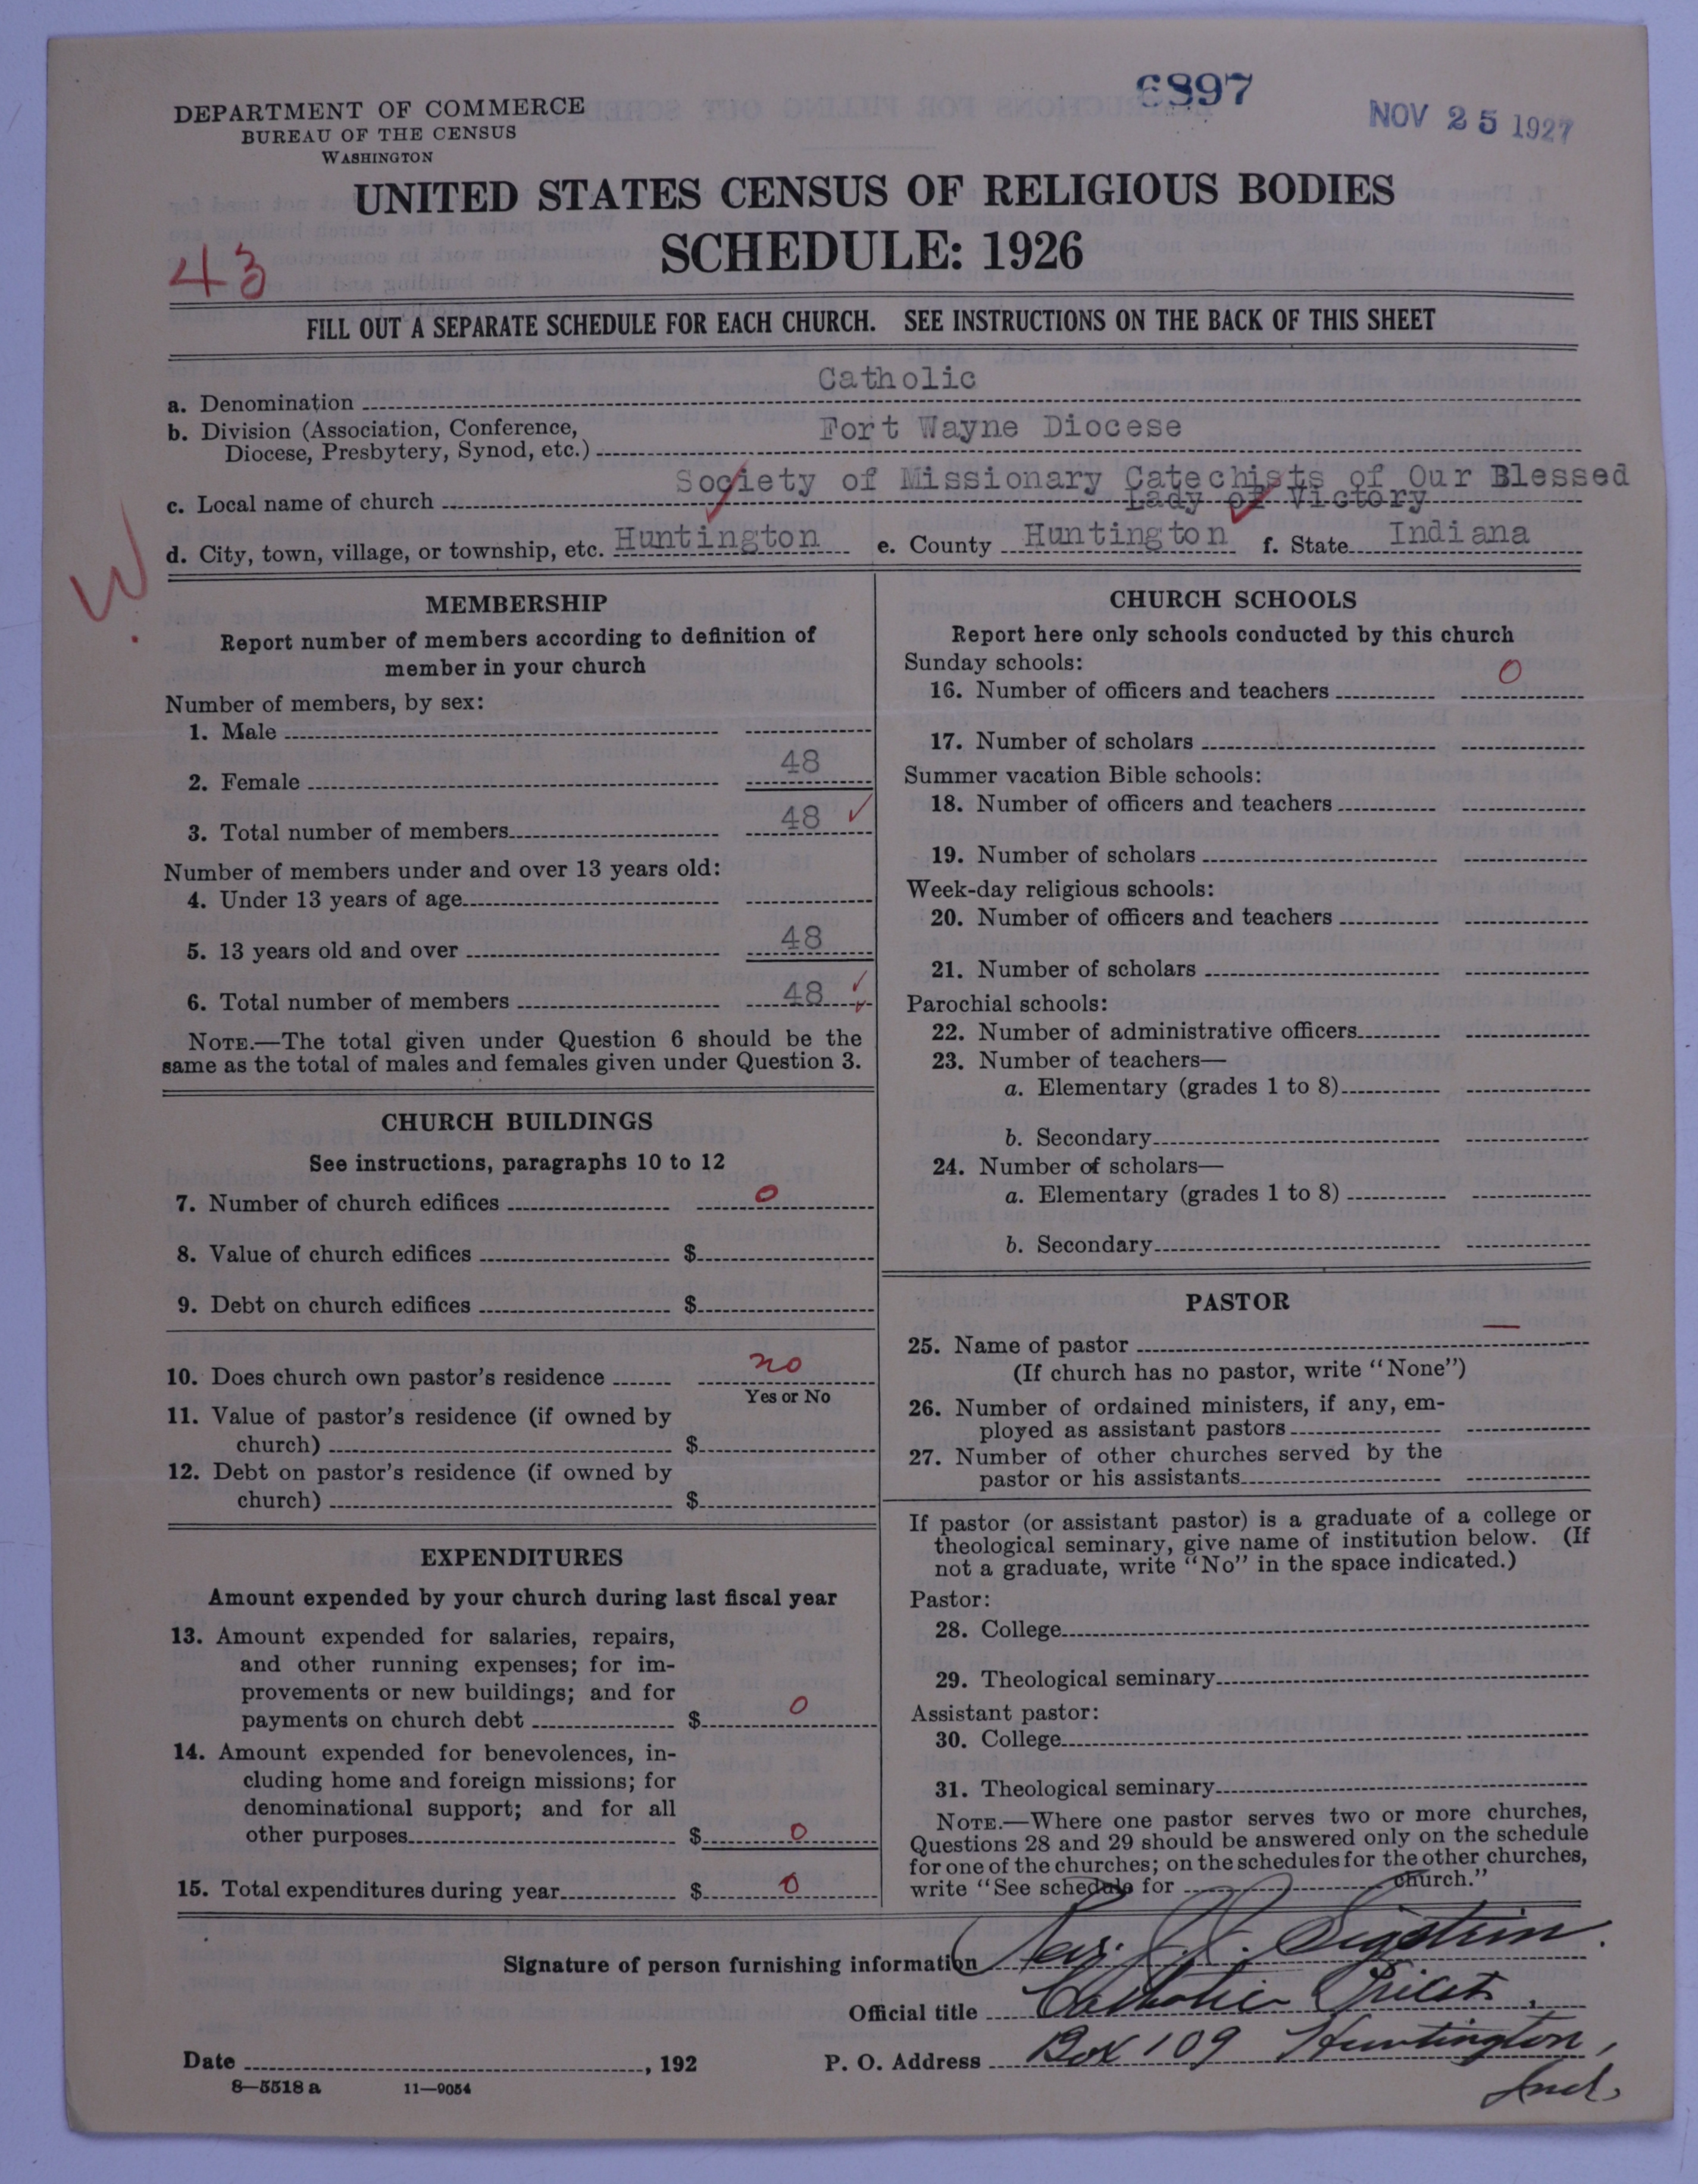 6897
NOV 25 1927
DEPARTMENT OF COMMERCE
BUREAU OF THE CENSUS
WASHINGTON
UNITED STATES CENSUS OF RELIGIOUS BODIES
SCHEDULE: 1926
43
FILL OUT A SEPARATE SCHEDULE FOR EACH CHURCH. SEE INSTRUCTIONS ON THE BACK OF THIS SHEET
a. Denomination Catholic
b. Division (Association, Conference,
Diocese, Presbytery, Synod, etc.) Fort Wayne Diocese
c. Local name of church Society of Missionary Catechists of Our Blessed
Lady of Victory
d. City, town, village, or township, etc. Huntington e. County Huntington f. State Indiana
W
MEMBERSHIP
Report number of members according to definition of
member in your church
Number of members, by sex:
1. Male
2. Female 48
3. Total number of members 48 ✓
Number of members under and over 13 years old:
4. Under 13 years of age
5. 13 years old and over 48
6. Total number of members 48 ✓
NOTE.—The total given under Question 6 should be the
same as the total of males and females given under Question 3.
CHURCH BUILDINGS
See instructions, paragraphs 10 to 12
7. Number of church edifices 0
8. Value of church edifices $
9. Debt on church edifices $
10. Does church own pastor's residence no
Yes or No
11. Value of pastor's residence (if owned by
church) $
12. Debt on pastor's residence (if owned by
church) $
EXPENDITURES
Amount expended by your church during last fiscal year
13. Amount expended for salaries, repairs,
and other running expenses; for im-
provements or new buildings; and for
payments on church debt $ 0
14. Amount expended for benevolences, in-
cluding home and foreign missions; for
denominational support; and for all
other purposes $ 0
15. Total expenditures during year $ 0
CHURCH SCHOOLS
Report here only schools conducted by this church
Sunday schools:
16. Number of officers and teachers 0
17. Number of scholars
Summer vacation Bible schools:
18. Number of officers and teachers
19. Number of scholars
Week-day religious schools:
20. Number of officers and teachers
21. Number of scholars
Parochial schools:
22. Number of administrative officers
23. Number of teachers—
a. Elementary (grades 1 to 8)
b. Secondary
24. Number of scholars—
a. Elementary (grades 1 to 8)
b. Secondary
PASTOR
25. Name of pastor —
(If church has no pastor, write "None")
26. Number of ordained ministers, if any, em-
ployed as assistant pastors
27. Number of other churches served by the
pastor or his assistants
If pastor (or assistant pastor) is a graduate of a college or
theological seminary, give name of institution below. (If
not a graduate, write "No" in the space indicated.)
Pastor:
28. College
29. Theological seminary
Assistant pastor:
30. College
31. Theological seminary
NOTE.—Where one pastor serves two or more churches,
Questions 28 and 29 should be answered only on the schedule
for one of the churches; on the schedules for the other churches,
write "See schedule for church."
Signature of person furnishing information Rev. J. J. Sigstein.
Official title Catholic Priest.
Date , 192 P. O. Address Box 109 Huntington,
Ind.
8—5518 a 11—9054